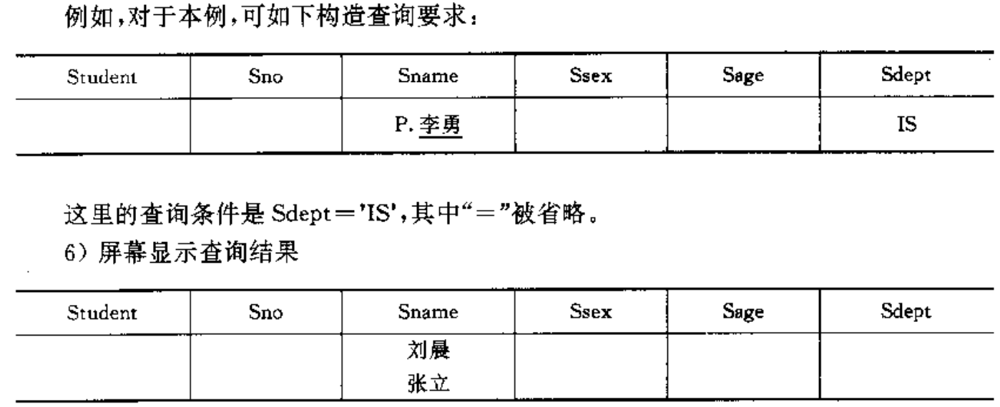 例如,对于本例,可如下构造查询要求:
Student Sno Sname Ssex Sage Sdept
P.李勇 IS
这里的查询条件是 Sdept='IS',其中“=”被省略。
6) 屏幕显示查询结果
Student Sno Sname Ssex Sage Sdept
刘晨
张立